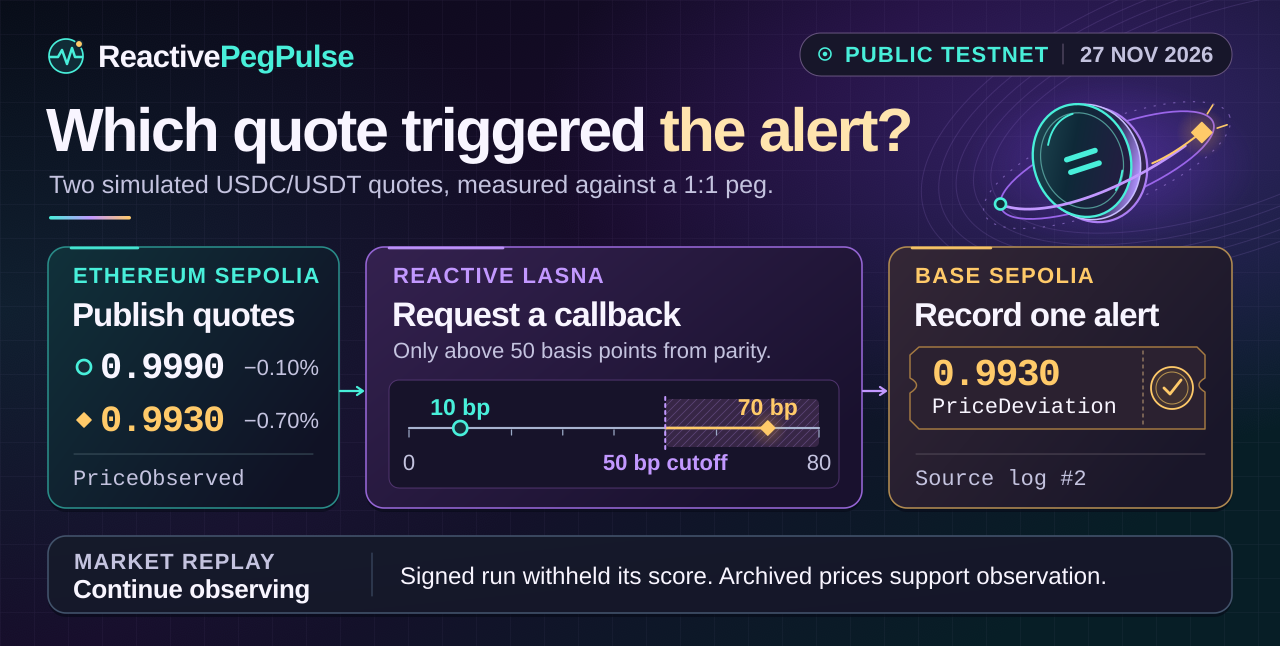 ReactivePegPulse
PUBLIC TESTNET | 27 NOV 2026
Which quote triggered the alert?
Two simulated USDC/USDT quotes, measured against a 1:1 peg.
ETHEREUM SEPOLIA
Publish quotes
0.9990 −0.10%
0.9930 −0.70%
PriceObserved
REACTIVE LASNA
Request a callback
Only above 50 basis points from parity.
10 bp 70 bp
0 50 bp cutoff 80
BASE SEPOLIA
Record one alert
0.9930
PriceDeviation
Source log #2
MARKET REPLAY
Continue observing
Signed run withheld its score. Archived prices support observation.